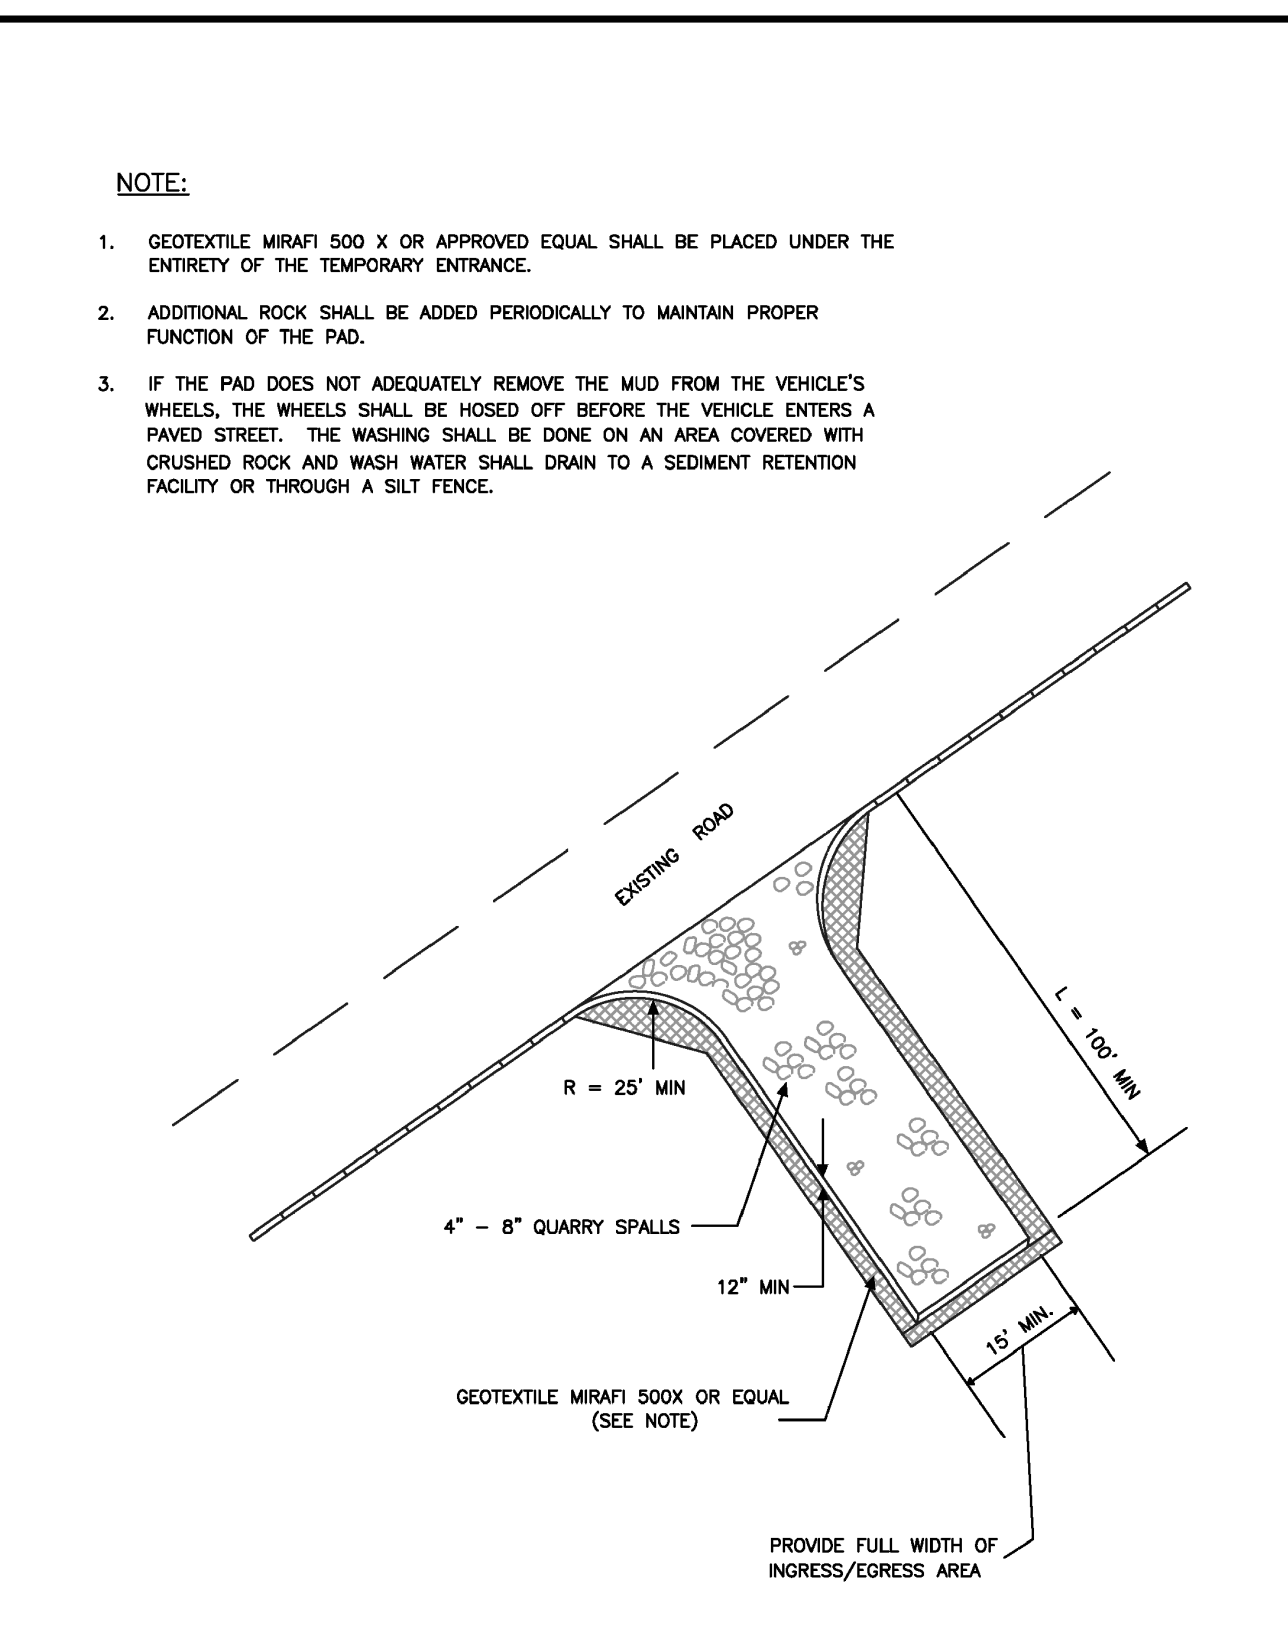 NOTE:
1. GEOTEXTILE MIRAFI 500 X OR APPROVED EQUAL SHALL BE PLACED UNDER THE
ENTIRETY OF THE TEMPORARY ENTRANCE.
2. ADDITIONAL ROCK SHALL BE ADDED PERIODICALLY TO MAINTAIN PROPER
FUNCTION OF THE PAD.
3. IF THE PAD DOES NOT ADEQUATELY REMOVE THE MUD FROM THE VEHICLE'S
WHEELS, THE WHEELS SHALL BE HOSED OFF BEFORE THE VEHICLE ENTERS A
PAVED STREET. THE WASHING SHALL BE DONE ON AN AREA COVERED WITH
CRUSHED ROCK AND WASH WATER SHALL DRAIN TO A SEDIMENT RETENTION
FACILITY OR THROUGH A SILT FENCE.
EXISTING ROAD
L = 100' MIN
R = 25' MIN
4" - 8" QUARRY SPALLS
12" MIN
15' MIN.
GEOTEXTILE MIRAFI 500X OR EQUAL
(SEE NOTE)
PROVIDE FULL WIDTH OF
INGRESS/EGRESS AREA